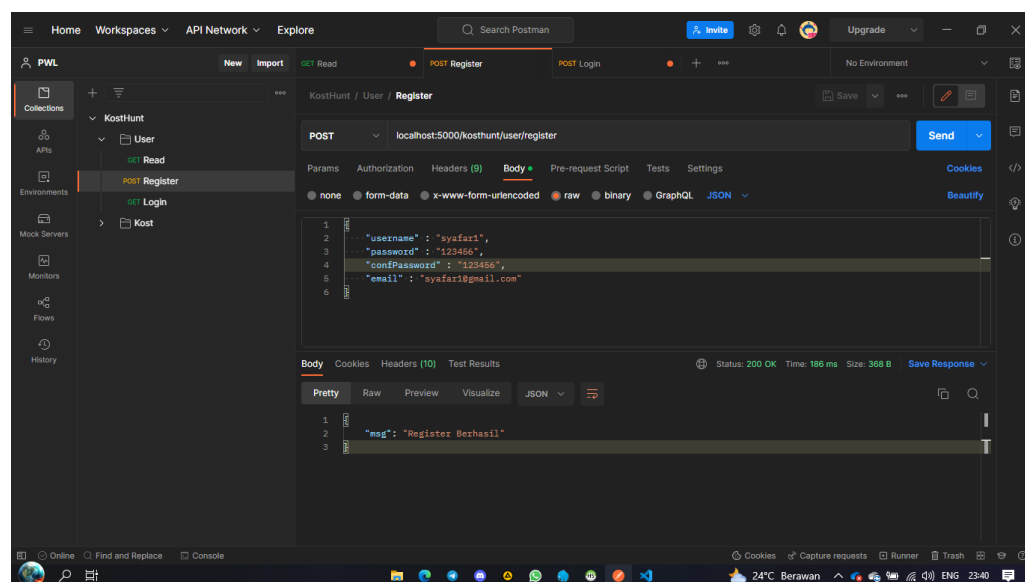 Home Workspaces API Network Explore Search Postman Invite Upgrade
PWL New Import GET Read POST Register POST Login No Environment
Collections
APIs
Environments
Mock Servers
Monitors
Flows
History
KostHunt
User
GET Read
POST Register
GET Login
Kost
KostHunt / User / Register Save
POST localhost:5000/kosthunt/user/register Send
Params Authorization Headers (9) Body Pre-request Script Tests Settings Cookies
none form-data x-www-form-urlencoded raw binary GraphQL JSON Beautify
1 {
2 "username" : "syafar1",
3 "password" : "123456",
4 "confPassword" : "123456",
5 "email" : "syafar1@gmail.com"
6 }
Body Cookies Headers (10) Test Results Status: 200 OK Time: 186 ms Size: 368 B Save Response
Pretty Raw Preview Visualize JSON
1 {
2 "msg": "Register Berhasil"
3 }
Online Find and Replace Console Cookies Capture requests Runner Trash
24°C Berawan ENG 23:40